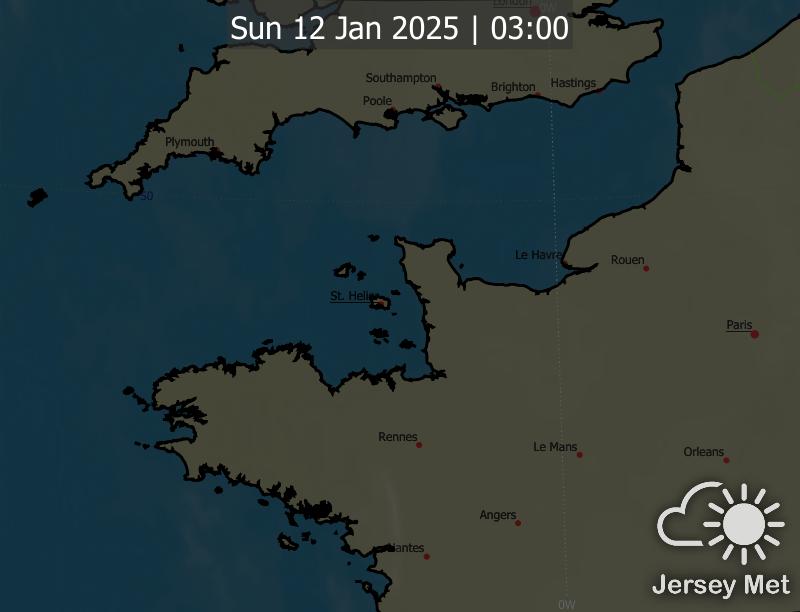 London
0W
Sun 12 Jan 2025 | 03:00
Southampton
Brighton
Hastings
Poole
Plymouth
50
Le Havre
Rouen
St. Helier
Paris
Rennes
Le Mans
Orleans
Angers
Nantes
Jersey Met
0W